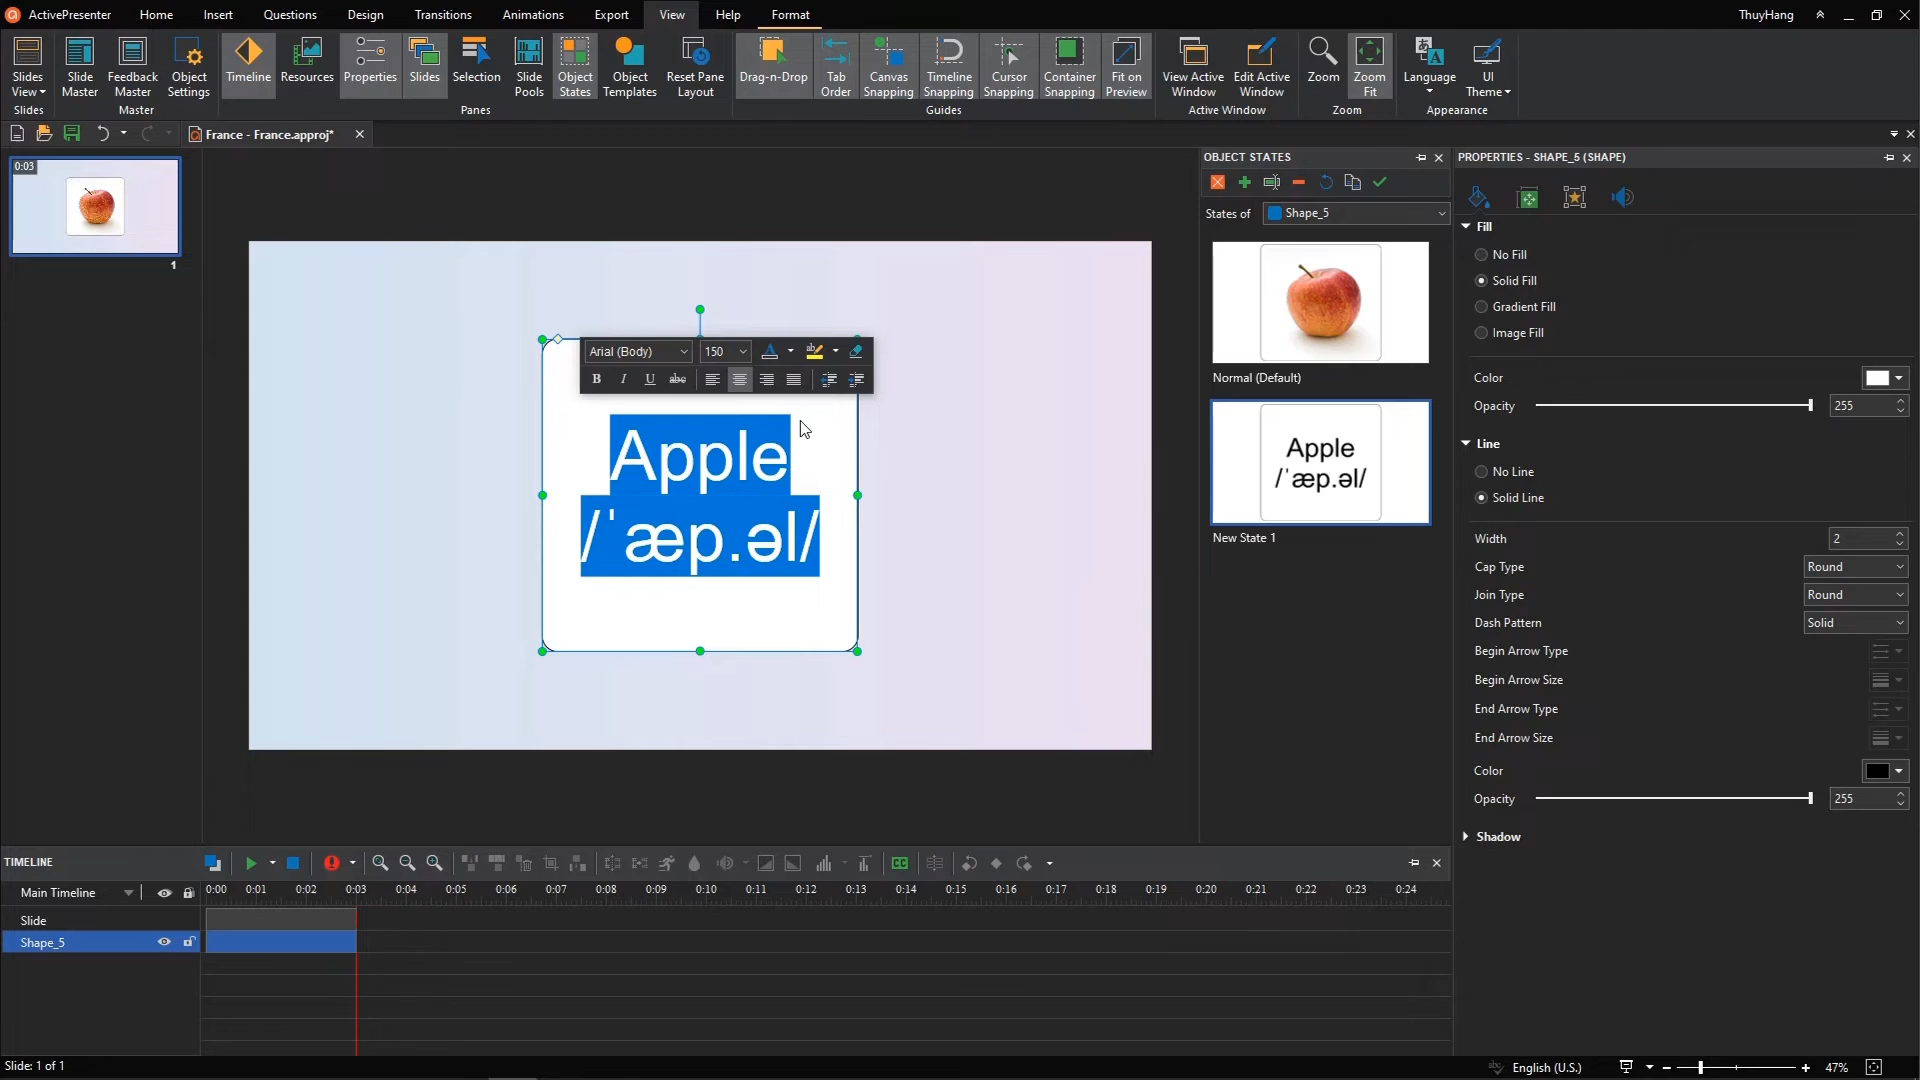 ActivePresenter
Home
Insert
Questions
Design
Transitions
Animations
Export
View
Help
Format
ThuyHang
Slides View
Slides
Slide Master
Feedback Master
Object Settings
Master
Timeline
Resources
Properties
Slides
Selection
Slide Pools
Object States
Object Templates
Reset Pane Layout
Panes
Drag-n-Drop
Tab Order
Canvas Snapping
Timeline Snapping
Cursor Snapping
Container Snapping
Fit on Preview
Guides
View Active Window
Edit Active Window
Active Window
Zoom
Zoom Fit
Zoom
Language
UI Theme
Appearance
France - France.approj*
0:03
1
Arial (Body)
150
B I U abc
Apple
/ˈæp.əl/
OBJECT STATES
States of
Shape_5
Normal (Default)
Apple
/ˈæp.əl/
New State 1
PROPERTIES - SHAPE_5 (SHAPE)
Fill
No Fill
Solid Fill
Gradient Fill
Image Fill
Color
Opacity 255
Line
No Line
Solid Line
Width 2
Cap Type Round
Join Type Round
Dash Pattern Solid
Begin Arrow Type
Begin Arrow Size
End Arrow Type
End Arrow Size
Color
Opacity 255
Shadow
TIMELINE
CC
Main Timeline
0:00 0:01 0:02 0:03 0:04 0:05 0:06 0:07 0:08 0:09 0:10 0:11 0:12 0:13 0:14 0:15 0:16 0:17 0:18 0:19 0:20 0:21 0:22 0:23 0:24
Slide
Shape_5
Slide: 1 of 1
English (U.S.)
47%